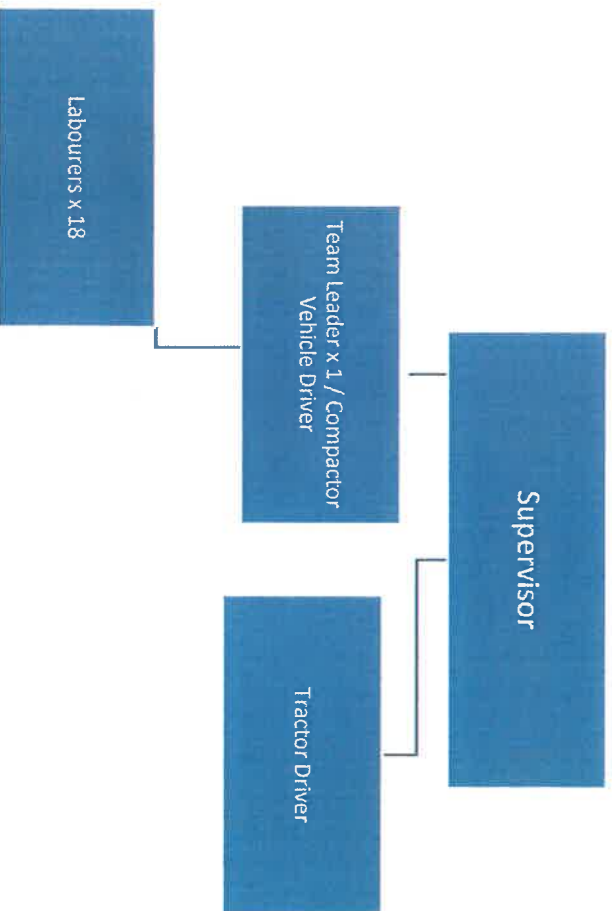 Supervisor
Team Leader x 1 / Compactor
Vehicle Driver
Tractor Driver
Labourers x 18